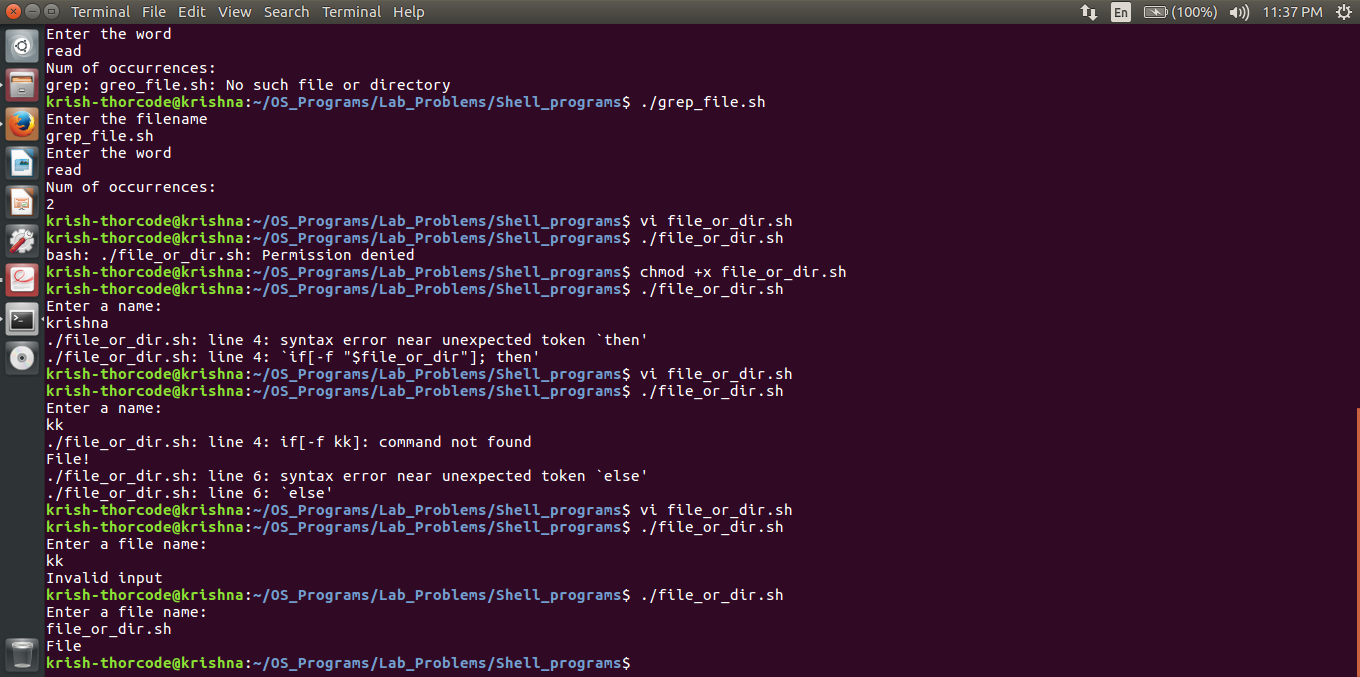 Terminal File Edit View Search Terminal Help En (100%) 11:37 PM
Enter the word
read
Num of occurrences:
grep: greo_file.sh: No such file or directory
krish-thorcode@krishna:~/OS_Programs/Lab_Problems/Shell_programs$ ./grep_file.sh
Enter the filename
grep_file.sh
Enter the word
read
Num of occurrences:
2
krish-thorcode@krishna:~/OS_Programs/Lab_Problems/Shell_programs$ vi file_or_dir.sh
krish-thorcode@krishna:~/OS_Programs/Lab_Problems/Shell_programs$ ./file_or_dir.sh
bash: ./file_or_dir.sh: Permission denied
krish-thorcode@krishna:~/OS_Programs/Lab_Problems/Shell_programs$ chmod +x file_or_dir.sh
krish-thorcode@krishna:~/OS_Programs/Lab_Problems/Shell_programs$ ./file_or_dir.sh
Enter a name:
krishna
./file_or_dir.sh: line 4: syntax error near unexpected token `then'
./file_or_dir.sh: line 4: `if[-f "$file_or_dir"]; then'
krish-thorcode@krishna:~/OS_Programs/Lab_Problems/Shell_programs$ vi file_or_dir.sh
krish-thorcode@krishna:~/OS_Programs/Lab_Problems/Shell_programs$ ./file_or_dir.sh
Enter a name:
kk
./file_or_dir.sh: line 4: if[-f kk]: command not found
File!
./file_or_dir.sh: line 6: syntax error near unexpected token `else'
./file_or_dir.sh: line 6: `else'
krish-thorcode@krishna:~/OS_Programs/Lab_Problems/Shell_programs$ vi file_or_dir.sh
krish-thorcode@krishna:~/OS_Programs/Lab_Problems/Shell_programs$ ./file_or_dir.sh
Enter a file name:
kk
Invalid input
krish-thorcode@krishna:~/OS_Programs/Lab_Problems/Shell_programs$ ./file_or_dir.sh
Enter a file name:
file_or_dir.sh
File
krish-thorcode@krishna:~/OS_Programs/Lab_Problems/Shell_programs$